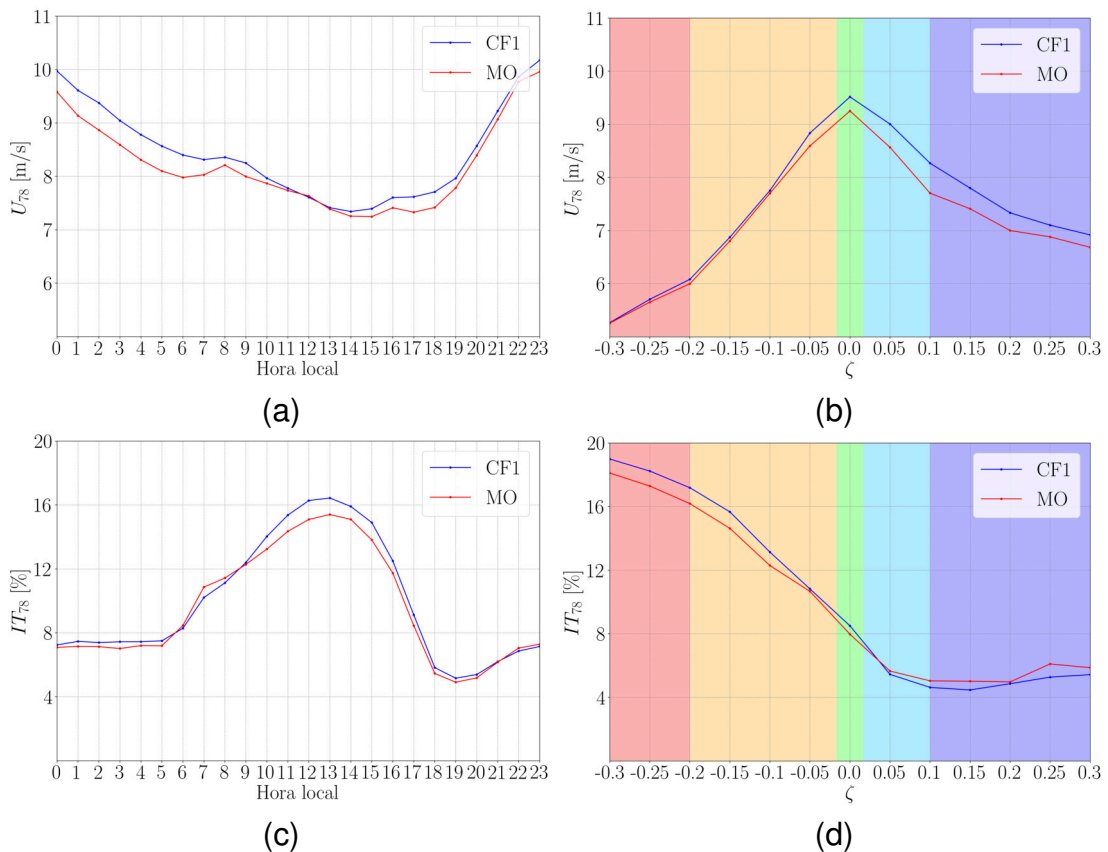 11
10
9
8
7
6
U78 [m/s]
CF1
MO
0 1 2 3 4 5 6 7 8 9 10 11 12 13 14 15 16 17 18 19 20 21 22 23
Hora local
(a)
11
10
9
8
7
6
U78 [m/s]
CF1
MO
-0.3 -0.25 -0.2 -0.15 -0.1 -0.05 0.0 0.05 0.1 0.15 0.2 0.25 0.3
ζ
(b)
20
16
12
8
4
IT78 [%]
CF1
MO
0 1 2 3 4 5 6 7 8 9 10 11 12 13 14 15 16 17 18 19 20 21 22 23
Hora local
(c)
20
16
12
8
4
IT78 [%]
CF1
MO
-0.3 -0.25 -0.2 -0.15 -0.1 -0.05 0.0 0.05 0.1 0.15 0.2 0.25 0.3
ζ
(d)